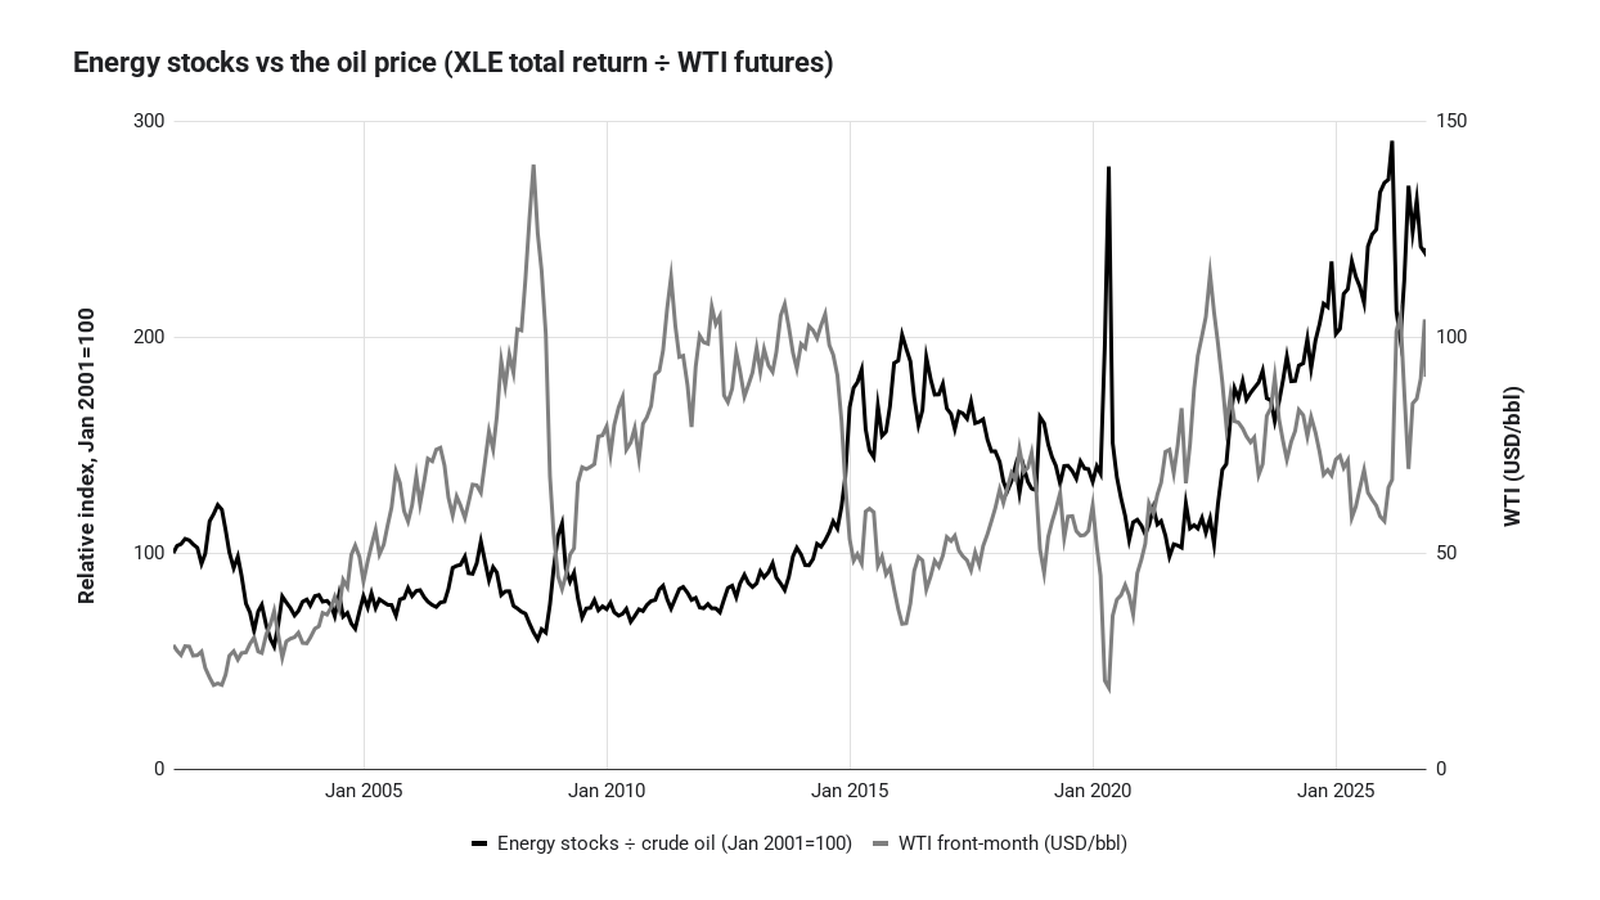 Energy stocks vs the oil price (XLE total return ÷ WTI futures)
300
200
100
0
Relative index, Jan 2001=100
150
100
50
0
WTI (USD/bbl)
Jan 2005
Jan 2010
Jan 2015
Jan 2020
Jan 2025
Energy stocks ÷ crude oil (Jan 2001=100)
WTI front-month (USD/bbl)